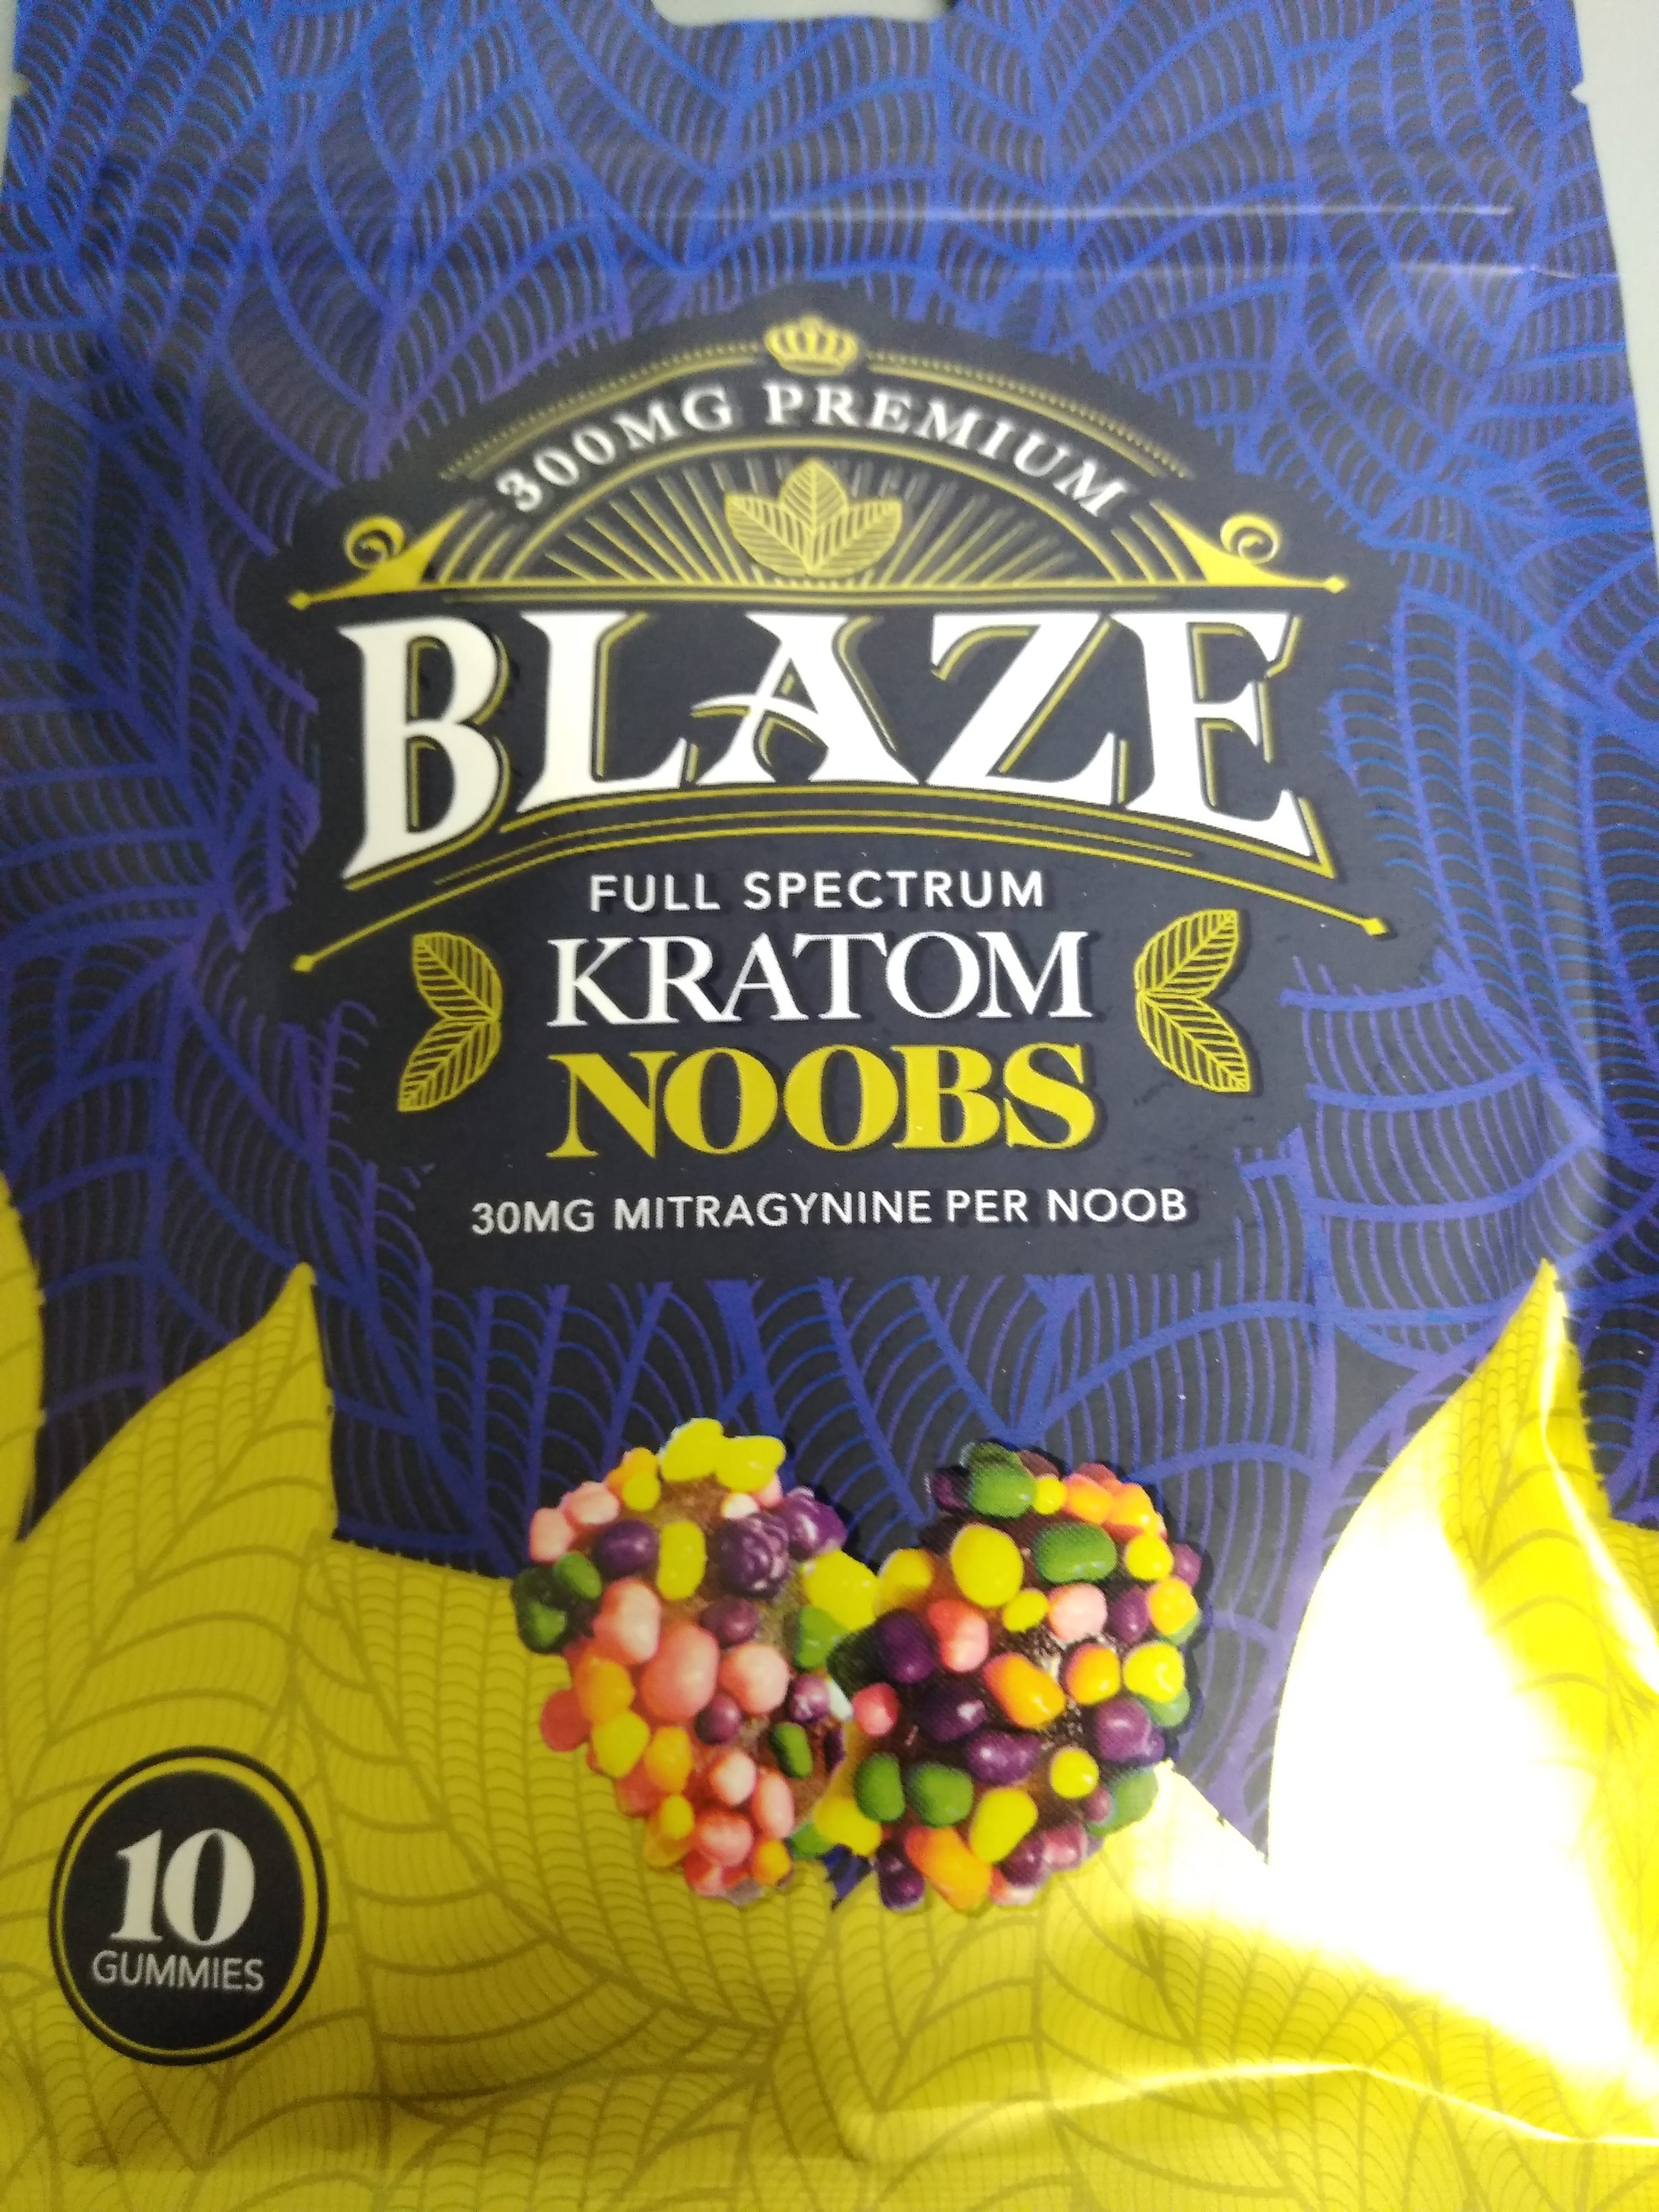 300MG PREMIUM
BLAZE
FULL SPECTRUM
KRATOM
NOOBS
30MG MITRAGYNINE PER NOOB
10
GUMMIES